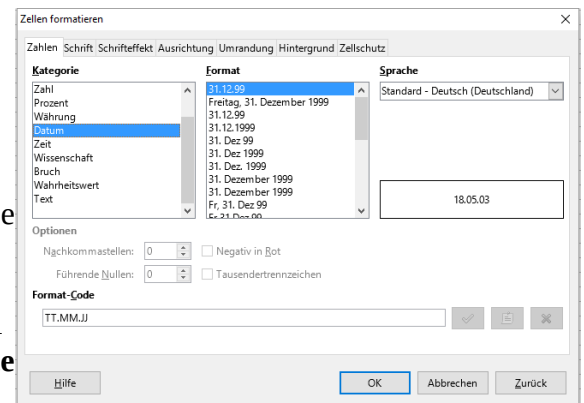 Zellen formatieren
Zahlen Schrift Schrifteffekt Ausrichtung Umrandung Hintergrund Zellschutz
Kategorie
Zahl
Prozent
Währung
Datum
Zeit
Wissenschaft
Bruch
Wahrheitswert
Text
Format
31.12.99
Freitag, 31. Dezember 1999
31.12.99
31.12.1999
31. Dez 99
31. Dez 1999
31. Dez. 1999
31. Dezember 1999
31. Dezember 1999
Fr, 31. Dez 99
Fr 31.Dez 99
Sprache
Standard - Deutsch (Deutschland)
18.05.03
e
Optionen
Nachkommastellen: 0
Negativ in Rot
Führende Nullen: 0
Tausendertrennzeichen
Format-Code
TT.MM.JJ
e
Hilfe
OK
Abbrechen
Zurück